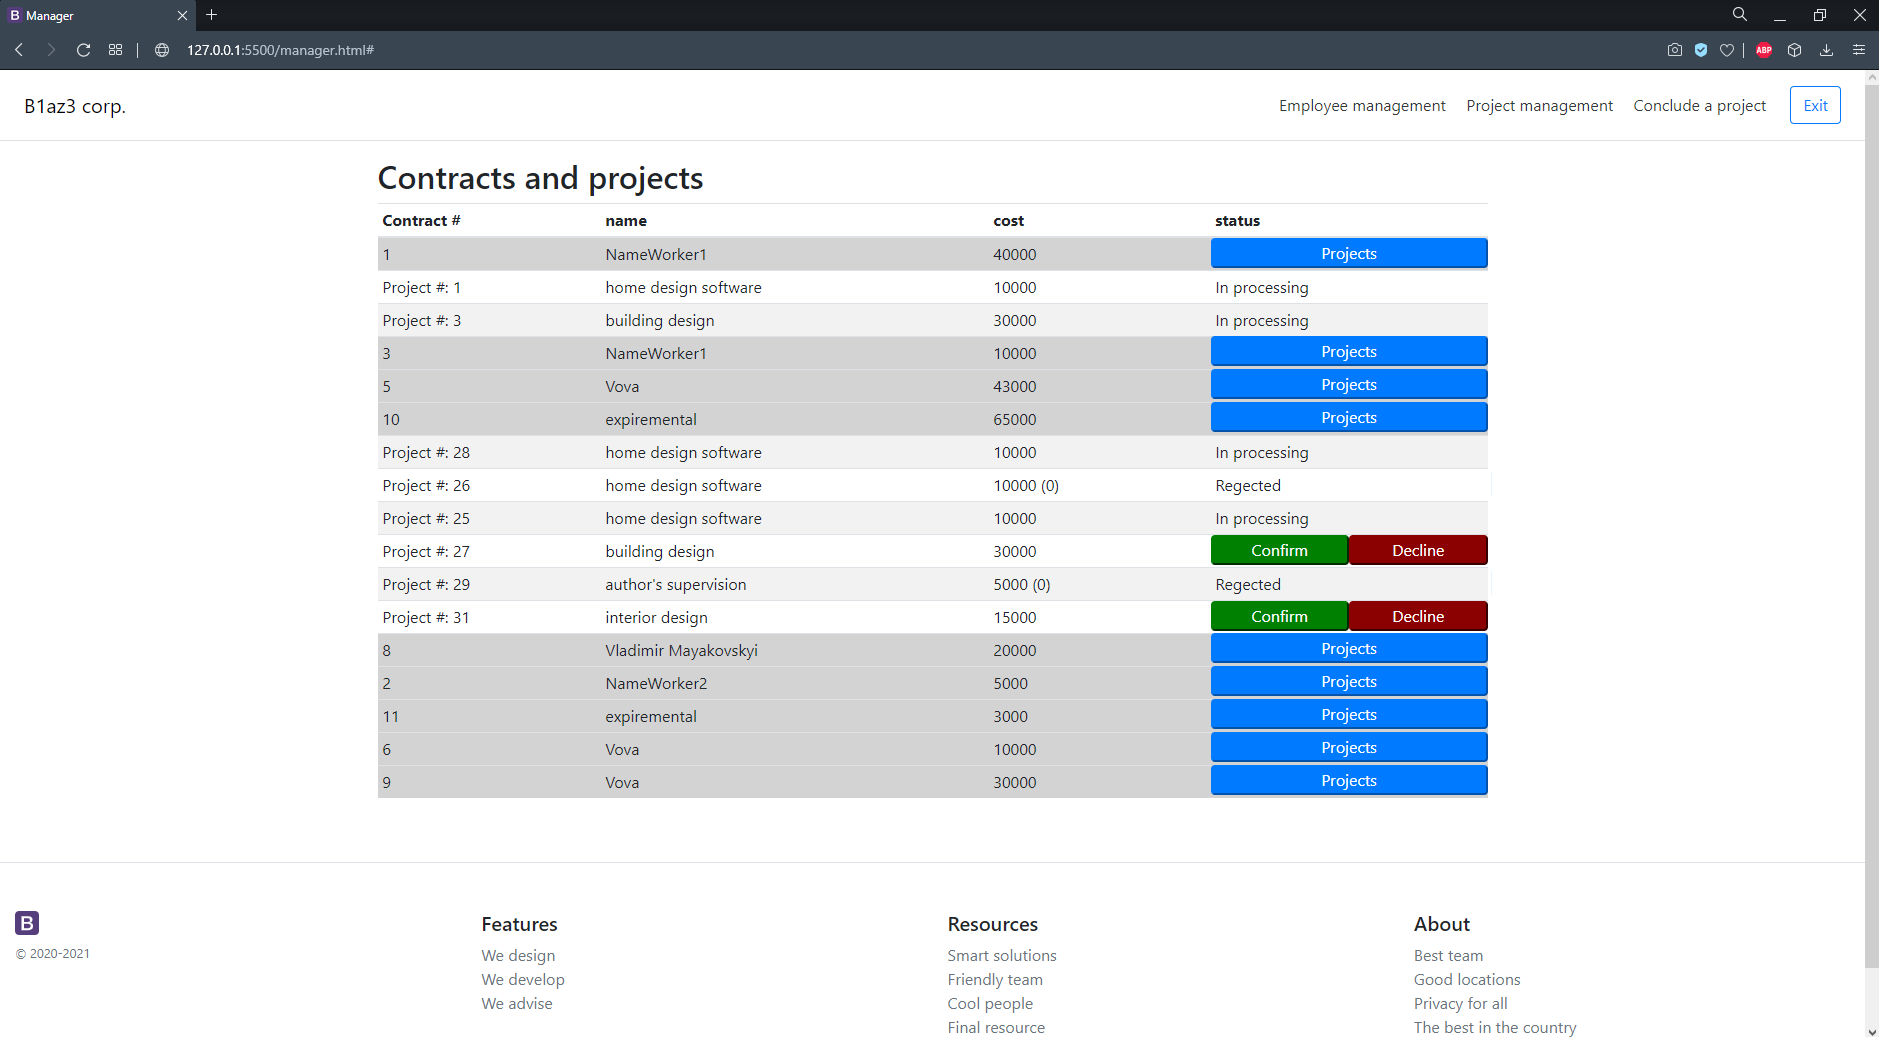 B Manager
127.0.0.1:5500/manager.html#
ABP
B1az3 corp.
Employee management Project management Conclude a project Exit
Contracts and projects
Contract # name cost status
1 NameWorker1 40000 Projects
Project #: 1 home design software 10000 In processing
Project #: 3 building design 30000 In processing
3 NameWorker1 10000 Projects
5 Vova 43000 Projects
10 expiremental 65000 Projects
Project #: 28 home design software 10000 In processing
Project #: 26 home design software 10000 (0) Regected
Project #: 25 home design software 10000 In processing
Project #: 27 building design 30000 Confirm Decline
Project #: 29 author's supervision 5000 (0) Regected
Project #: 31 interior design 15000 Confirm Decline
8 Vladimir Mayakovskyi 20000 Projects
2 NameWorker2 5000 Projects
11 expiremental 3000 Projects
6 Vova 10000 Projects
9 Vova 30000 Projects
B
© 2020-2021
Features
We design
We develop
We advise
Resources
Smart solutions
Friendly team
Cool people
Final resource
About
Best team
Good locations
Privacy for all
The best in the country